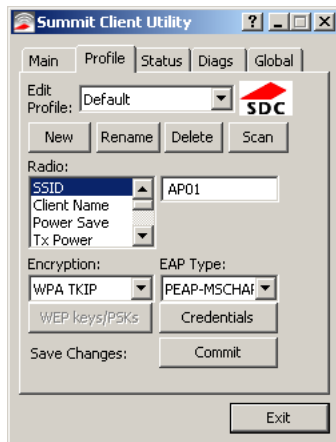 Summit Client Utility
Main Profile Status Diags Global
Edit
Profile: Default
SDC
New Rename Delete Scan
Radio:
SSID AP01
Client Name
Power Save
Tx Power
Encryption: EAP Type:
WPA TKIP PEAP-MSCHAP
WEP keys/PSKs Credentials
Save Changes: Commit
Exit